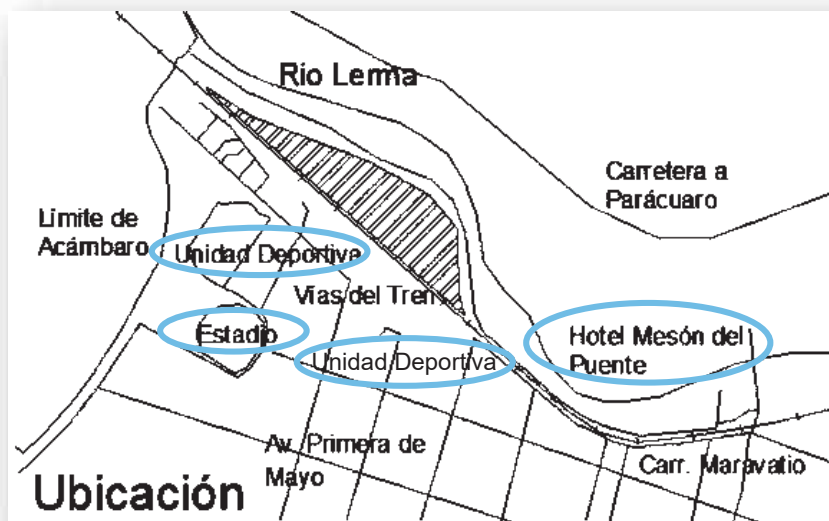 Rio Lerma
Carretera a
Parácuaro
Limite de
Acámbaro
Unidad Deportiva
Vias del Tren
Estadio
Unidad Deportiva
Hotel Mesón del
Puente
Av. Primera de
Mayo
Carr. Maravatio
Ubicación